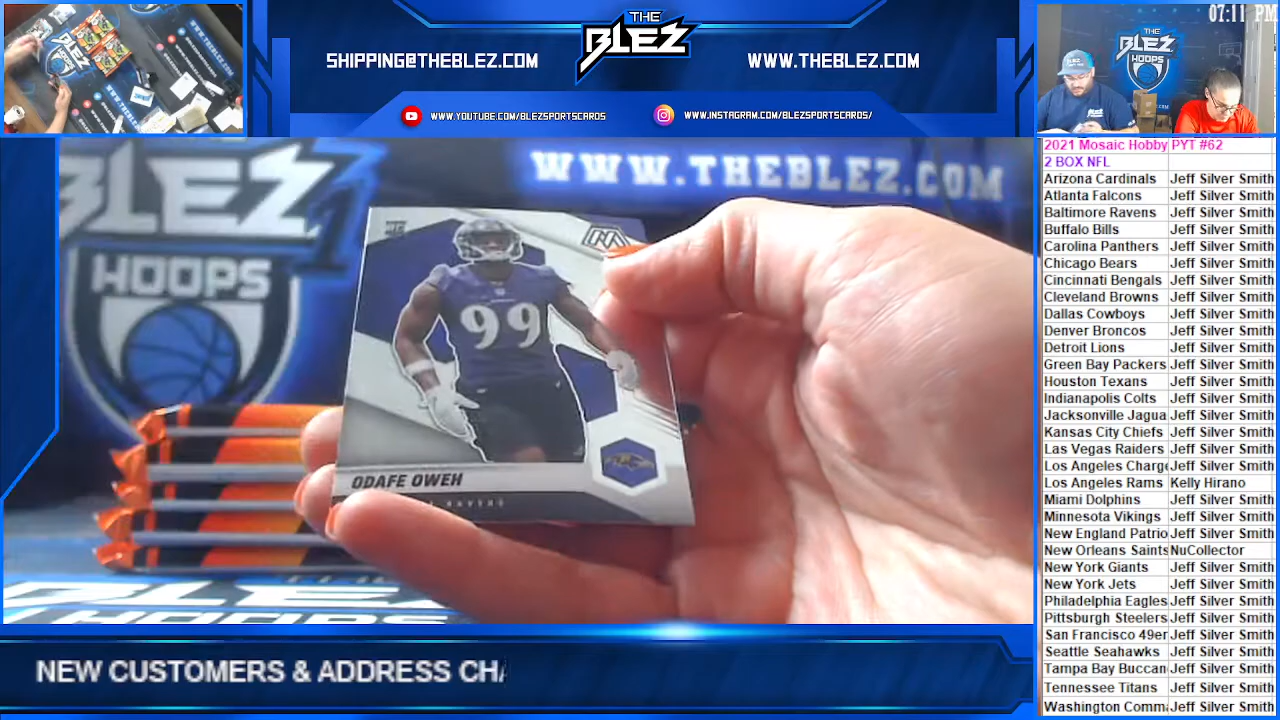 SHIPPING@THEBLEZ.COM
THE
BLEZ
WWW.THEBLEZ.COM
WWW.YOUTUBE.COM/BLEZSPORTSCARDS
WWW.INSTAGRAM.COM/BLEZSPORTSCARDS/
07:11 PM
THE
BLEZ
HOOPS
BLEZ
HOOPS
WWW.THEBLEZ.COM
99
ODAFE OWEH
NEW CUSTOMERS & ADDRESS CHA
2021 Mosaic Hobby PYT #62
2 BOX NFL
Arizona Cardinals Jeff Silver Smith
Atlanta Falcons Jeff Silver Smith
Baltimore Ravens Jeff Silver Smith
Buffalo Bills Jeff Silver Smith
Carolina Panthers Jeff Silver Smith
Chicago Bears Jeff Silver Smith
Cincinnati Bengals Jeff Silver Smith
Cleveland Browns Jeff Silver Smith
Dallas Cowboys Jeff Silver Smith
Denver Broncos Jeff Silver Smith
Detroit Lions Jeff Silver Smith
Green Bay Packers Jeff Silver Smith
Houston Texans Jeff Silver Smith
Indianapolis Colts Jeff Silver Smith
Jacksonville Jagua Jeff Silver Smith
Kansas City Chiefs Jeff Silver Smith
Las Vegas Raiders Jeff Silver Smith
Los Angeles Charge Jeff Silver Smith
Los Angeles Rams Kelly Hirano
Miami Dolphins Jeff Silver Smith
Minnesota Vikings Jeff Silver Smith
New England Patrio Jeff Silver Smith
New Orleans Saints NuCollector
New York Giants Jeff Silver Smith
New York Jets Jeff Silver Smith
Philadelphia Eagles Jeff Silver Smith
Pittsburgh Steelers Jeff Silver Smith
San Francisco 49er Jeff Silver Smith
Seattle Seahawks Jeff Silver Smith
Tampa Bay Buccan Jeff Silver Smith
Tennessee Titans Jeff Silver Smith
Washington Comma Jeff Silver Smith